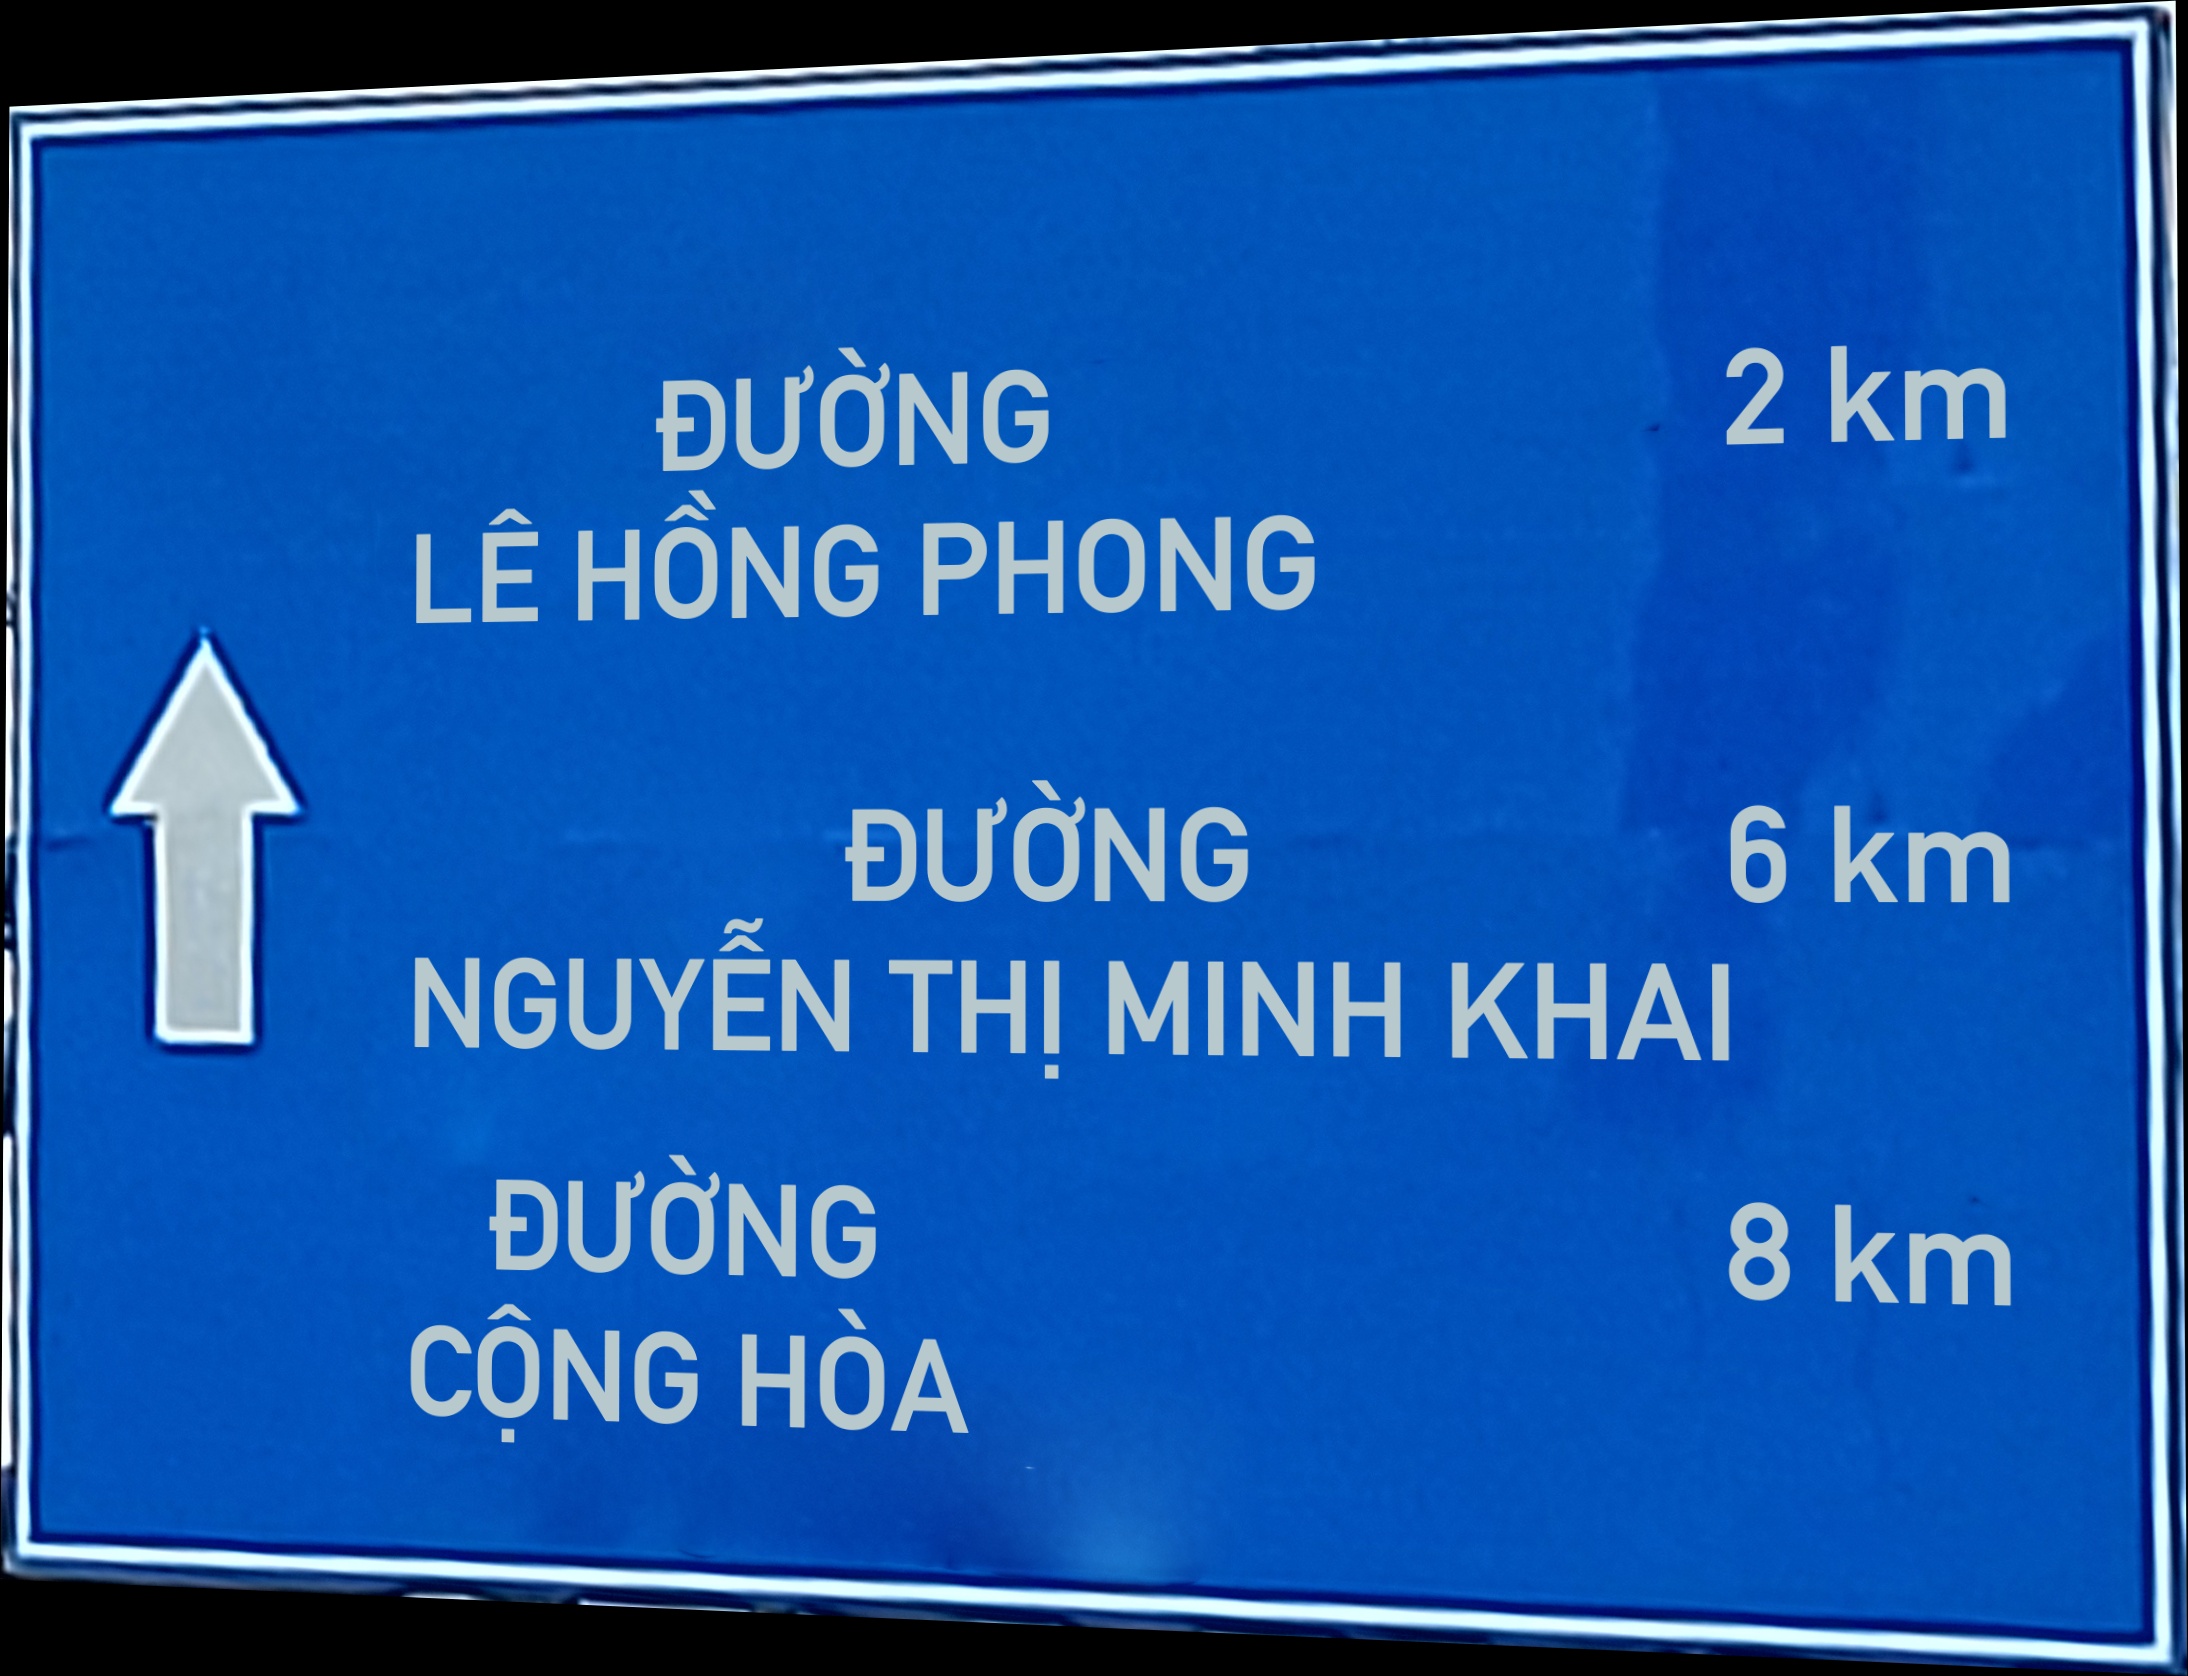 ĐƯỜNG 2 km
LÊ HỒNG PHONG
ĐƯỜNG 6 km
NGUYỄN THỊ MINH KHAI
ĐƯỜNG 8 km
CỘNG HÒA